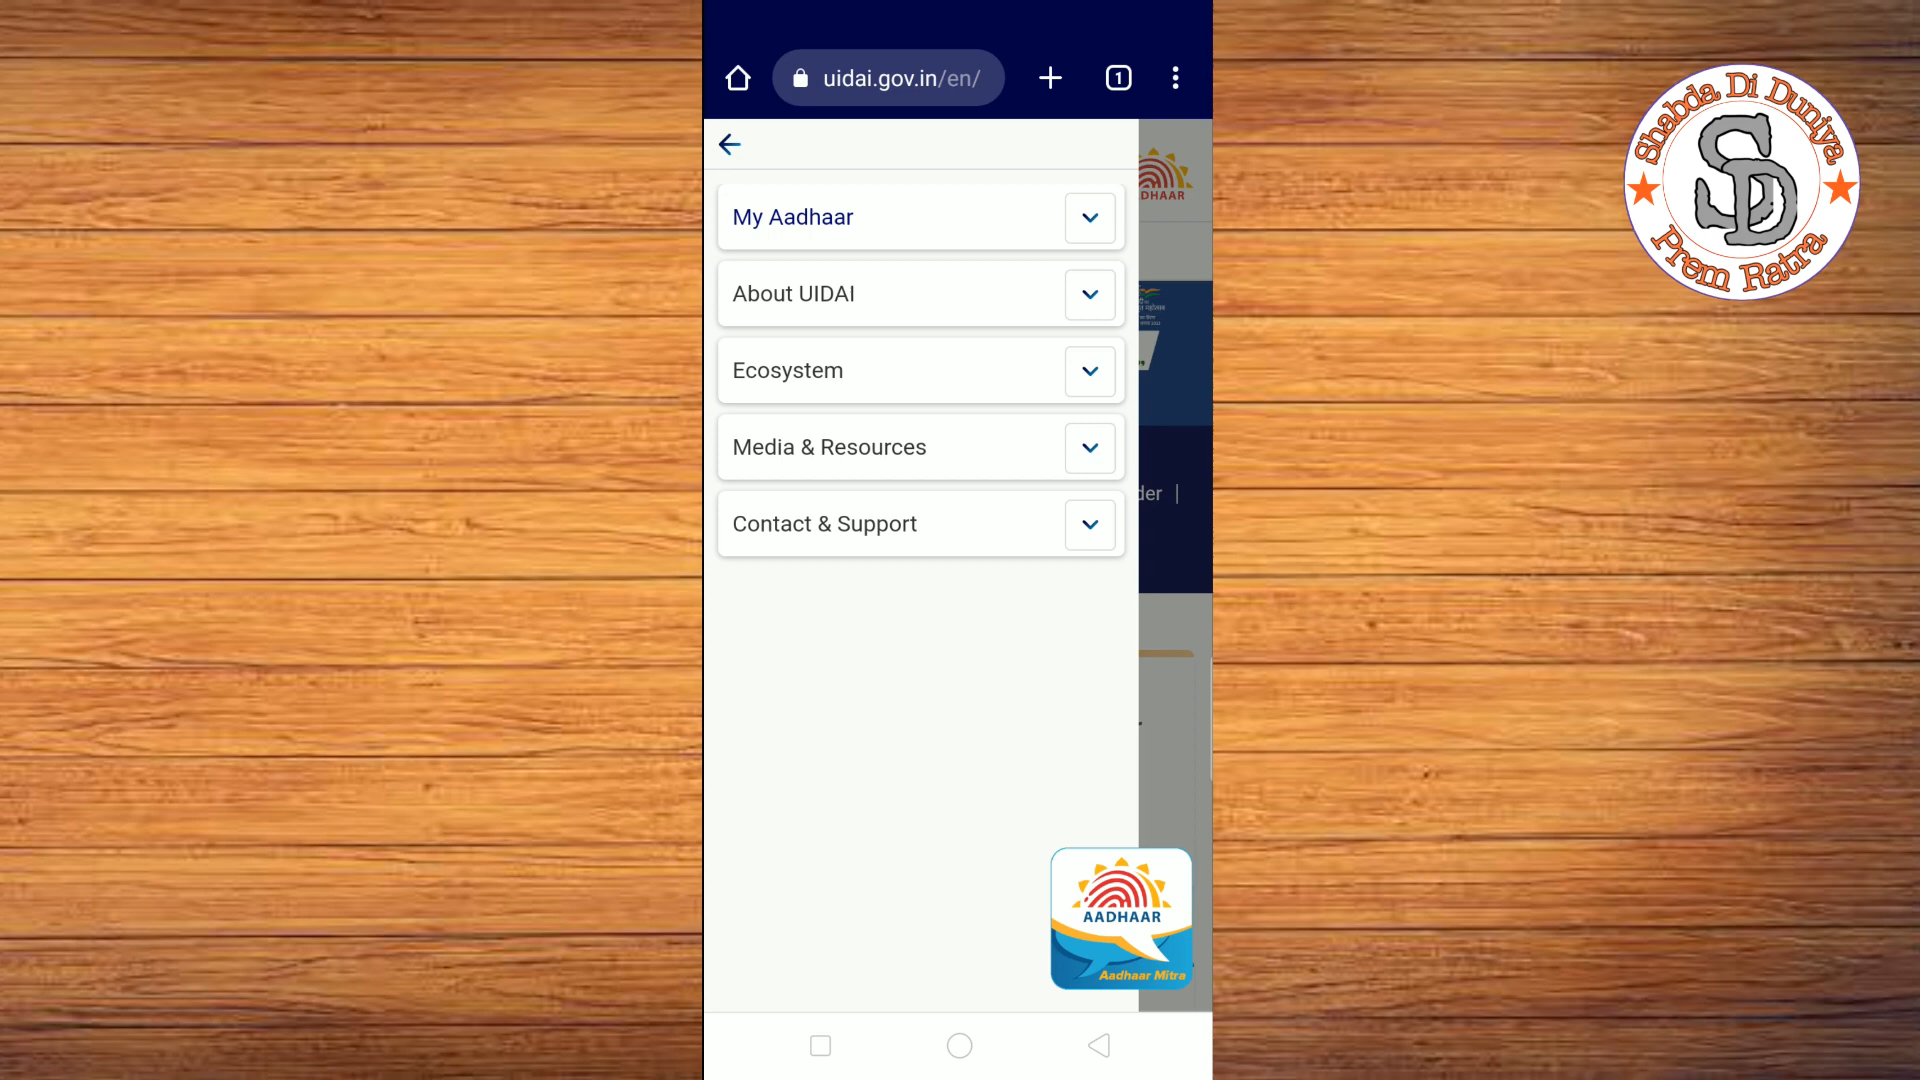 uidai.gov.in/en/
1
My Aadhaar
About UIDAI
Ecosystem
Media & Resources
Contact & Support
DHAAR
der |
AADHAAR
Aadhaar Mitra
Shabda Di Duniya
SD
Prem Ratra